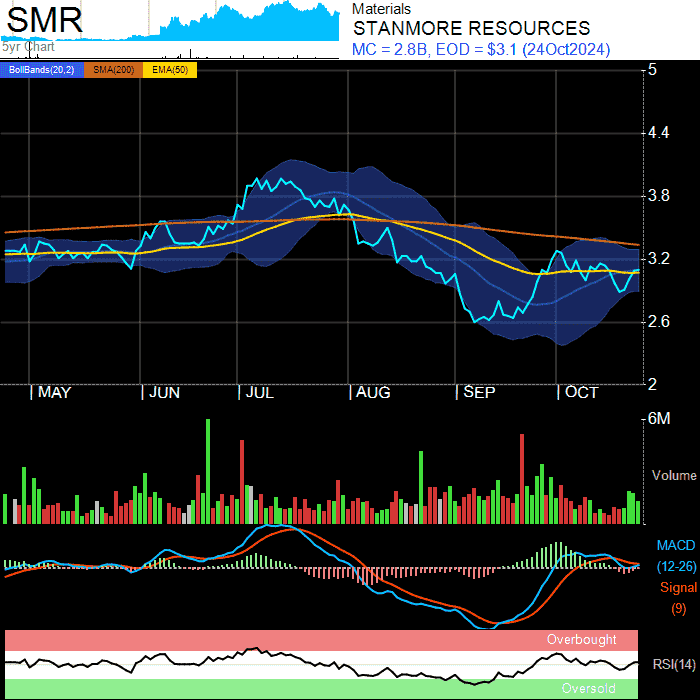 SMR
5yr Chart
Materials
STANMORE RESOURCES
MC = 2.8B, EOD = $3.1 (24Oct2024)
BollBands(20,2) SMA(200) EMA(50)
5
4.4
3.8
3.2
2.6
2
MAY JUN JUL AUG SEP OCT
6M
Volume
MACD
(12-26)
Signal
(9)
Overbought
RSI(14)
Oversold